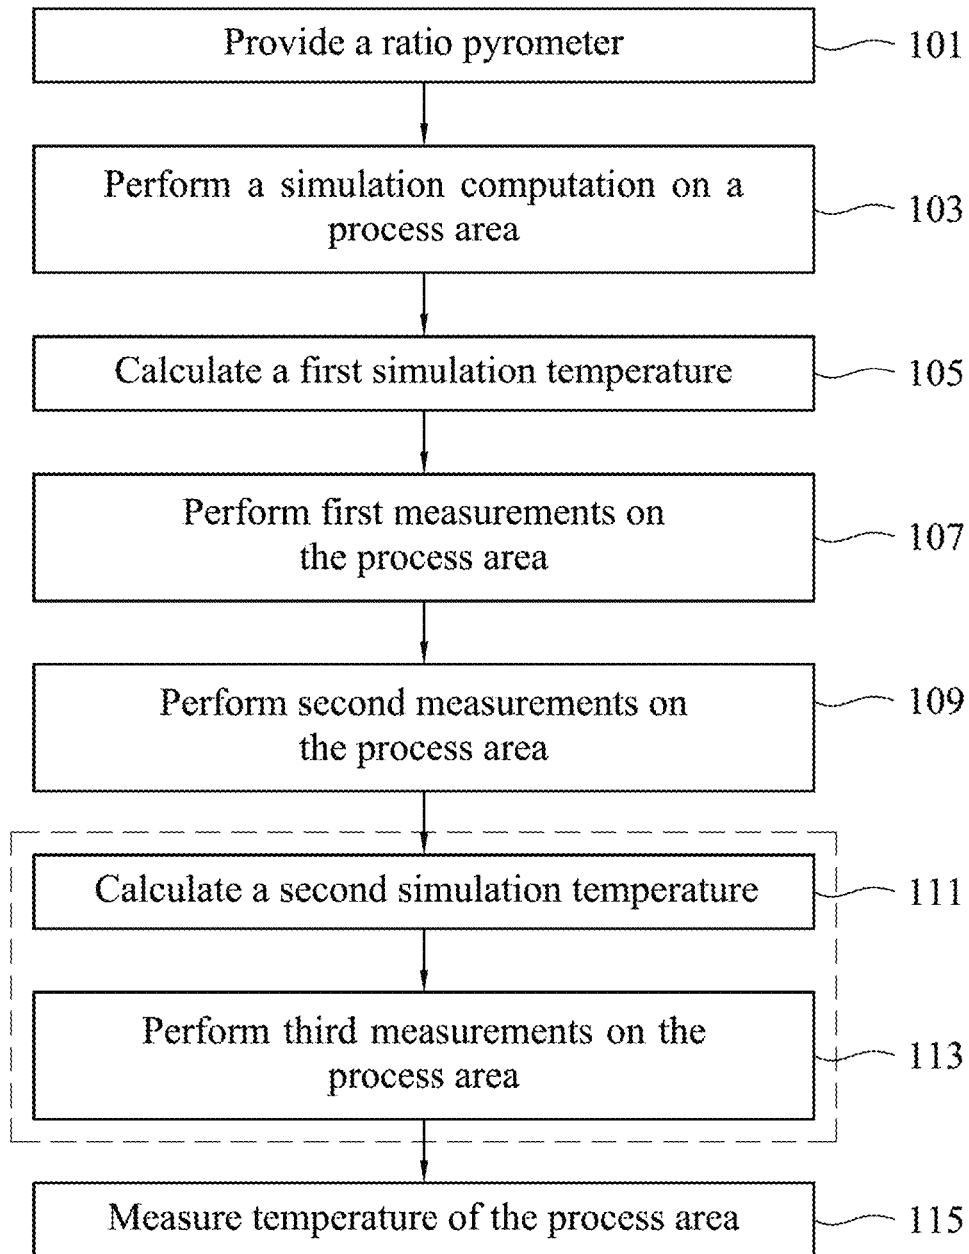 Provide a ratio pyrometer
101
Perform a simulation computation on a
process area
103
Calculate a first simulation temperature
105
Perform first measurements on
the process area
107
Perform second measurements on
the process area
109
Calculate a second simulation temperature
111
Perform third measurements on the
process area
113
Measure temperature of the process area
115